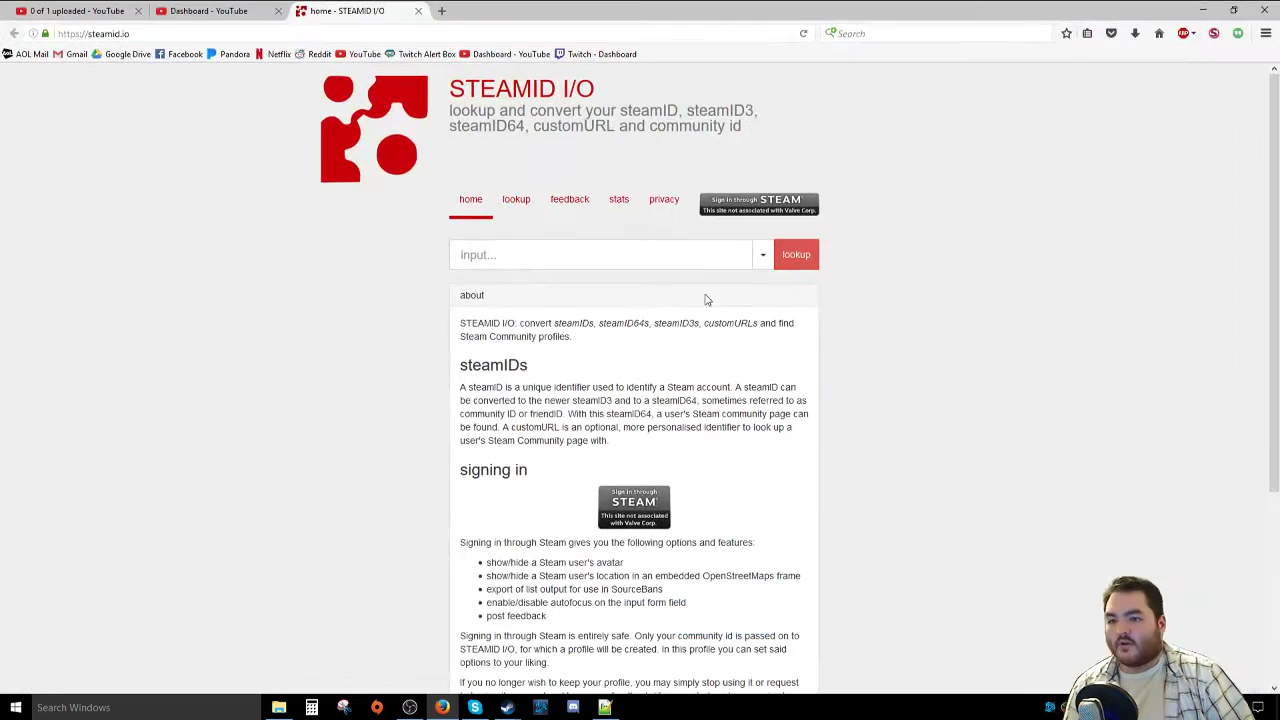 0 of 1 uploaded - YouTube
Dashboard - YouTube
home - STEAMID I/O
https://steamid.io
Search
AOL Mail
Gmail
Google Drive
Facebook
Pandora
Netflix
Reddit
YouTube
Twitch Alert Box
Dashboard - YouTube
Twitch - Dashboard
STEAMID I/O
lookup and convert your steamID, steamID3,
steamID64, customURL and community id
home
lookup
feedback
stats
privacy
Sign in through STEAM
This site not associated with Valve Corp.
input...
lookup
about
STEAMID I/O: convert steamIDs, steamID64s, steamID3s, customURLs and find
Steam Community profiles.
steamIDs
A steamID is a unique identifier used to identify a Steam account. A steamID can
be converted to the newer steamID3 and to a steamID64, sometimes referred to as
community ID or friendID. With this steamID64, a user's Steam community page can
be found. A customURL is an optional, more personalised identifier to look up a
user's Steam Community page with.
signing in
Sign in through
STEAM
This site not associated
with Valve Corp.
Signing in through Steam gives you the following options and features:
show/hide a Steam user's avatar
show/hide a Steam user's location in an embedded OpenStreetMaps frame
export of list output for use in SourceBans
enable/disable autofocus on the input form field
post feedback
Signing in through Steam is entirely safe. Only your community id is passed on to
STEAMID I/O, for which a profile will be created. In this profile you can set said
options to your liking.
If you no longer wish to keep your profile, you may simply stop using it or request
Search Windows